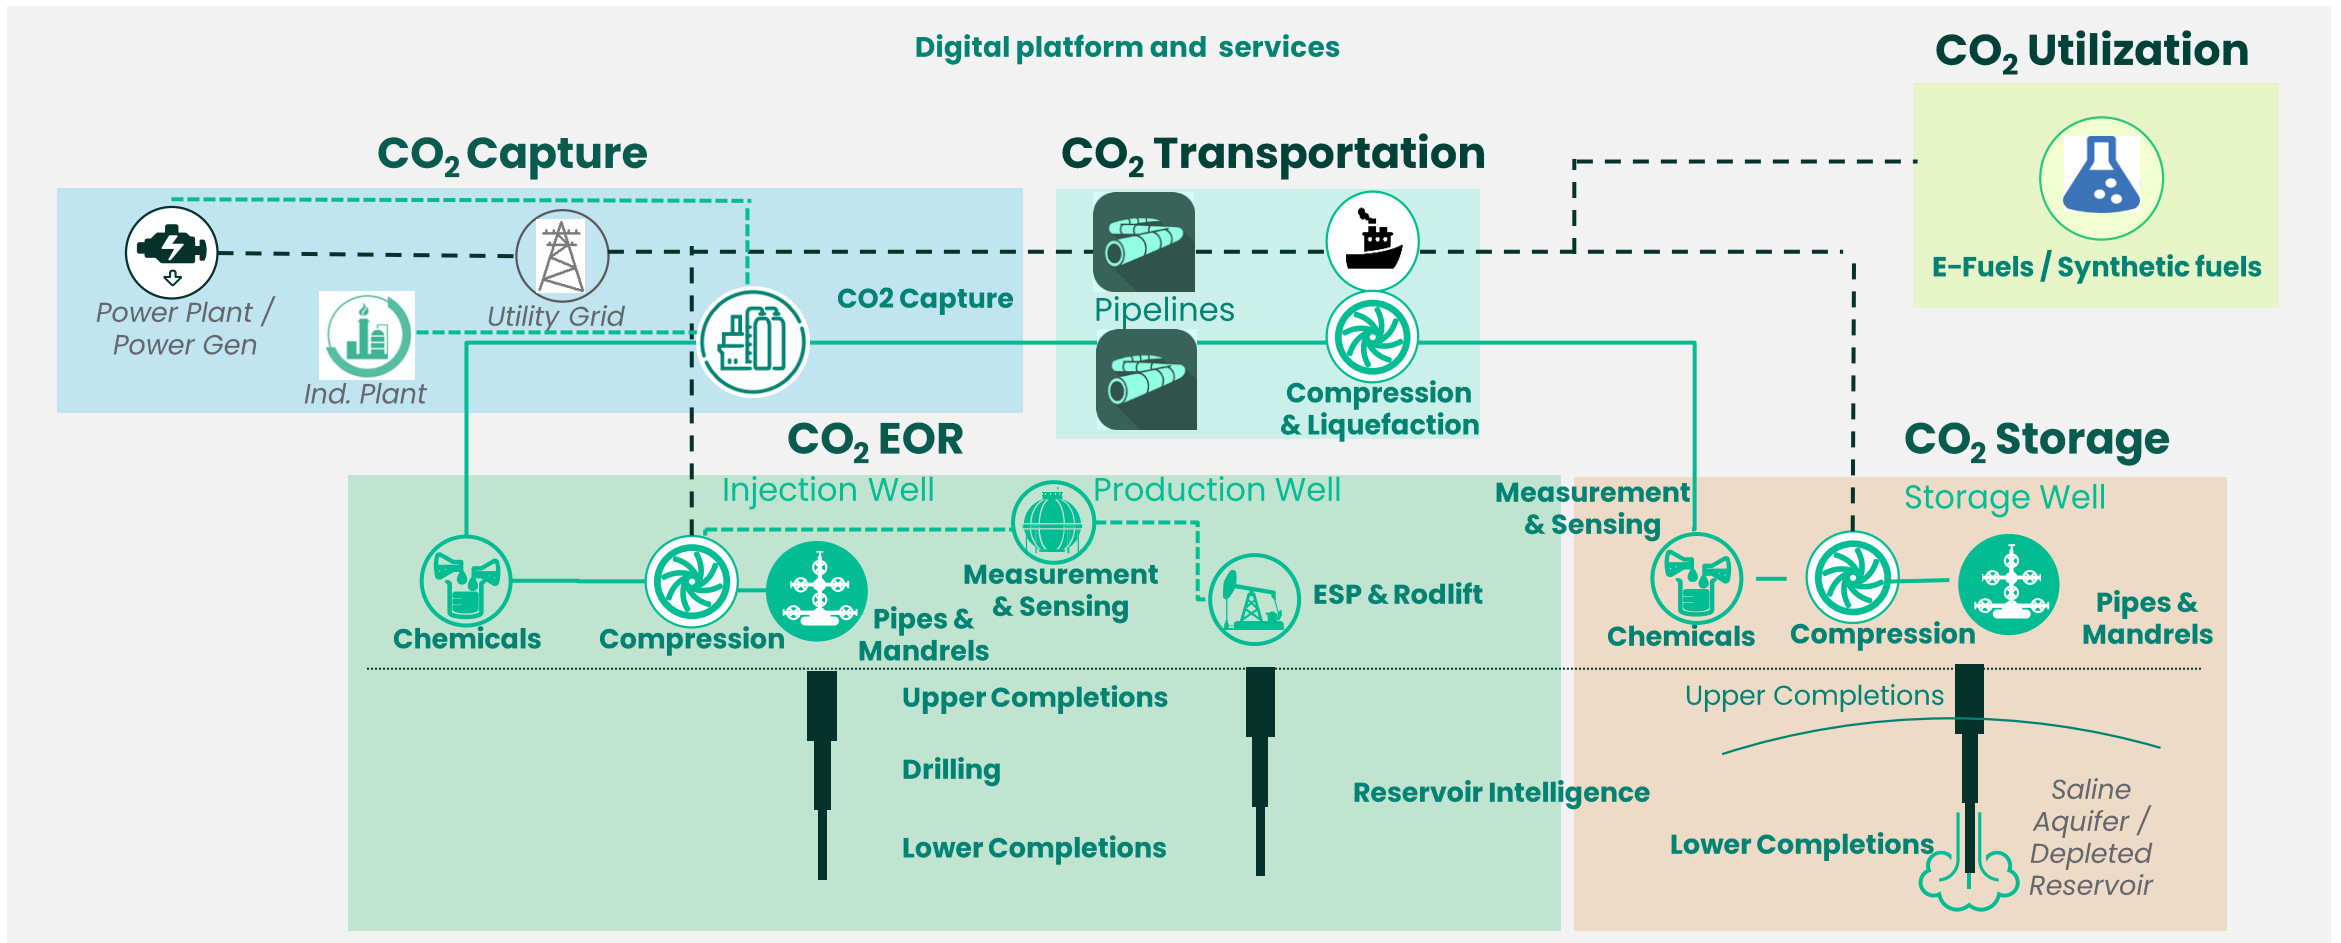 Digital platform and services
CO₂ Utilization
E-Fuels / Synthetic fuels
CO₂ Capture
Power Plant /
Power Gen
Utility Grid
Ind. Plant
CO2 Capture
CO₂ Transportation
Pipelines
Compression
& Liquefaction
CO₂ EOR
Injection Well
Production Well
Chemicals
Compression
Pipes &
Mandrels
Measurement
& Sensing
ESP & Rodlift
Upper Completions
Drilling
Lower Completions
Reservoir Intelligence
CO₂ Storage
Storage Well
Measurement
& Sensing
Chemicals
Compression
Pipes &
Mandrels
Upper Completions
Lower Completions
Saline
Aquifer /
Depleted
Reservoir